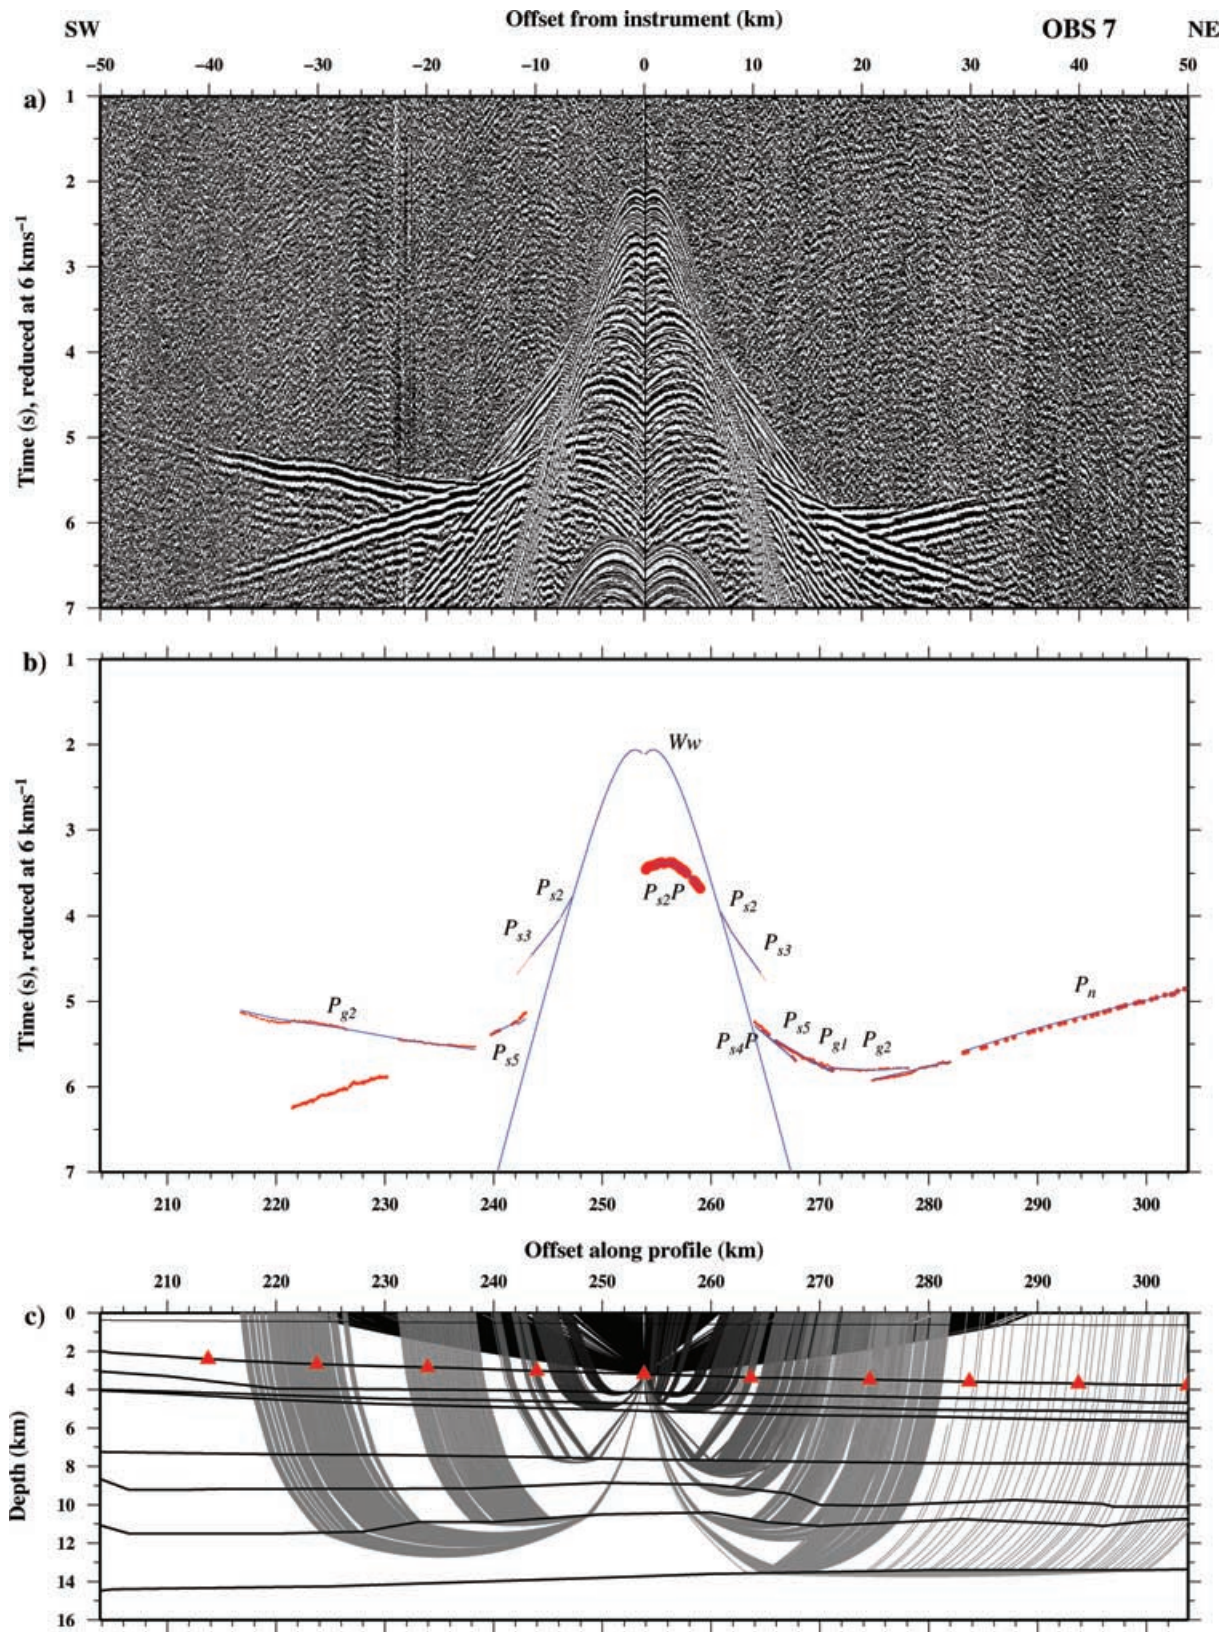 Offset from instrument (km)
SW OBS 7 NE
−50 −40 −30 −20 −10 0 10 20 30 40 50
a)
1
2
3
4
5
6
7
Time (s), reduced at 6 kms⁻¹
b)
1
2
3
4
5
6
7
Time (s), reduced at 6 kms⁻¹
Ww
Ps2 Ps2P Ps2
Ps3 Ps3
Pg2 Pn
Ps5 Ps4P Ps5 Pg1 Pg2
210 220 230 240 250 260 270 280 290 300
Offset along profile (km)
210 220 230 240 250 260 270 280 290 300
c)
0
2
4
6
8
10
12
14
16
Depth (km)